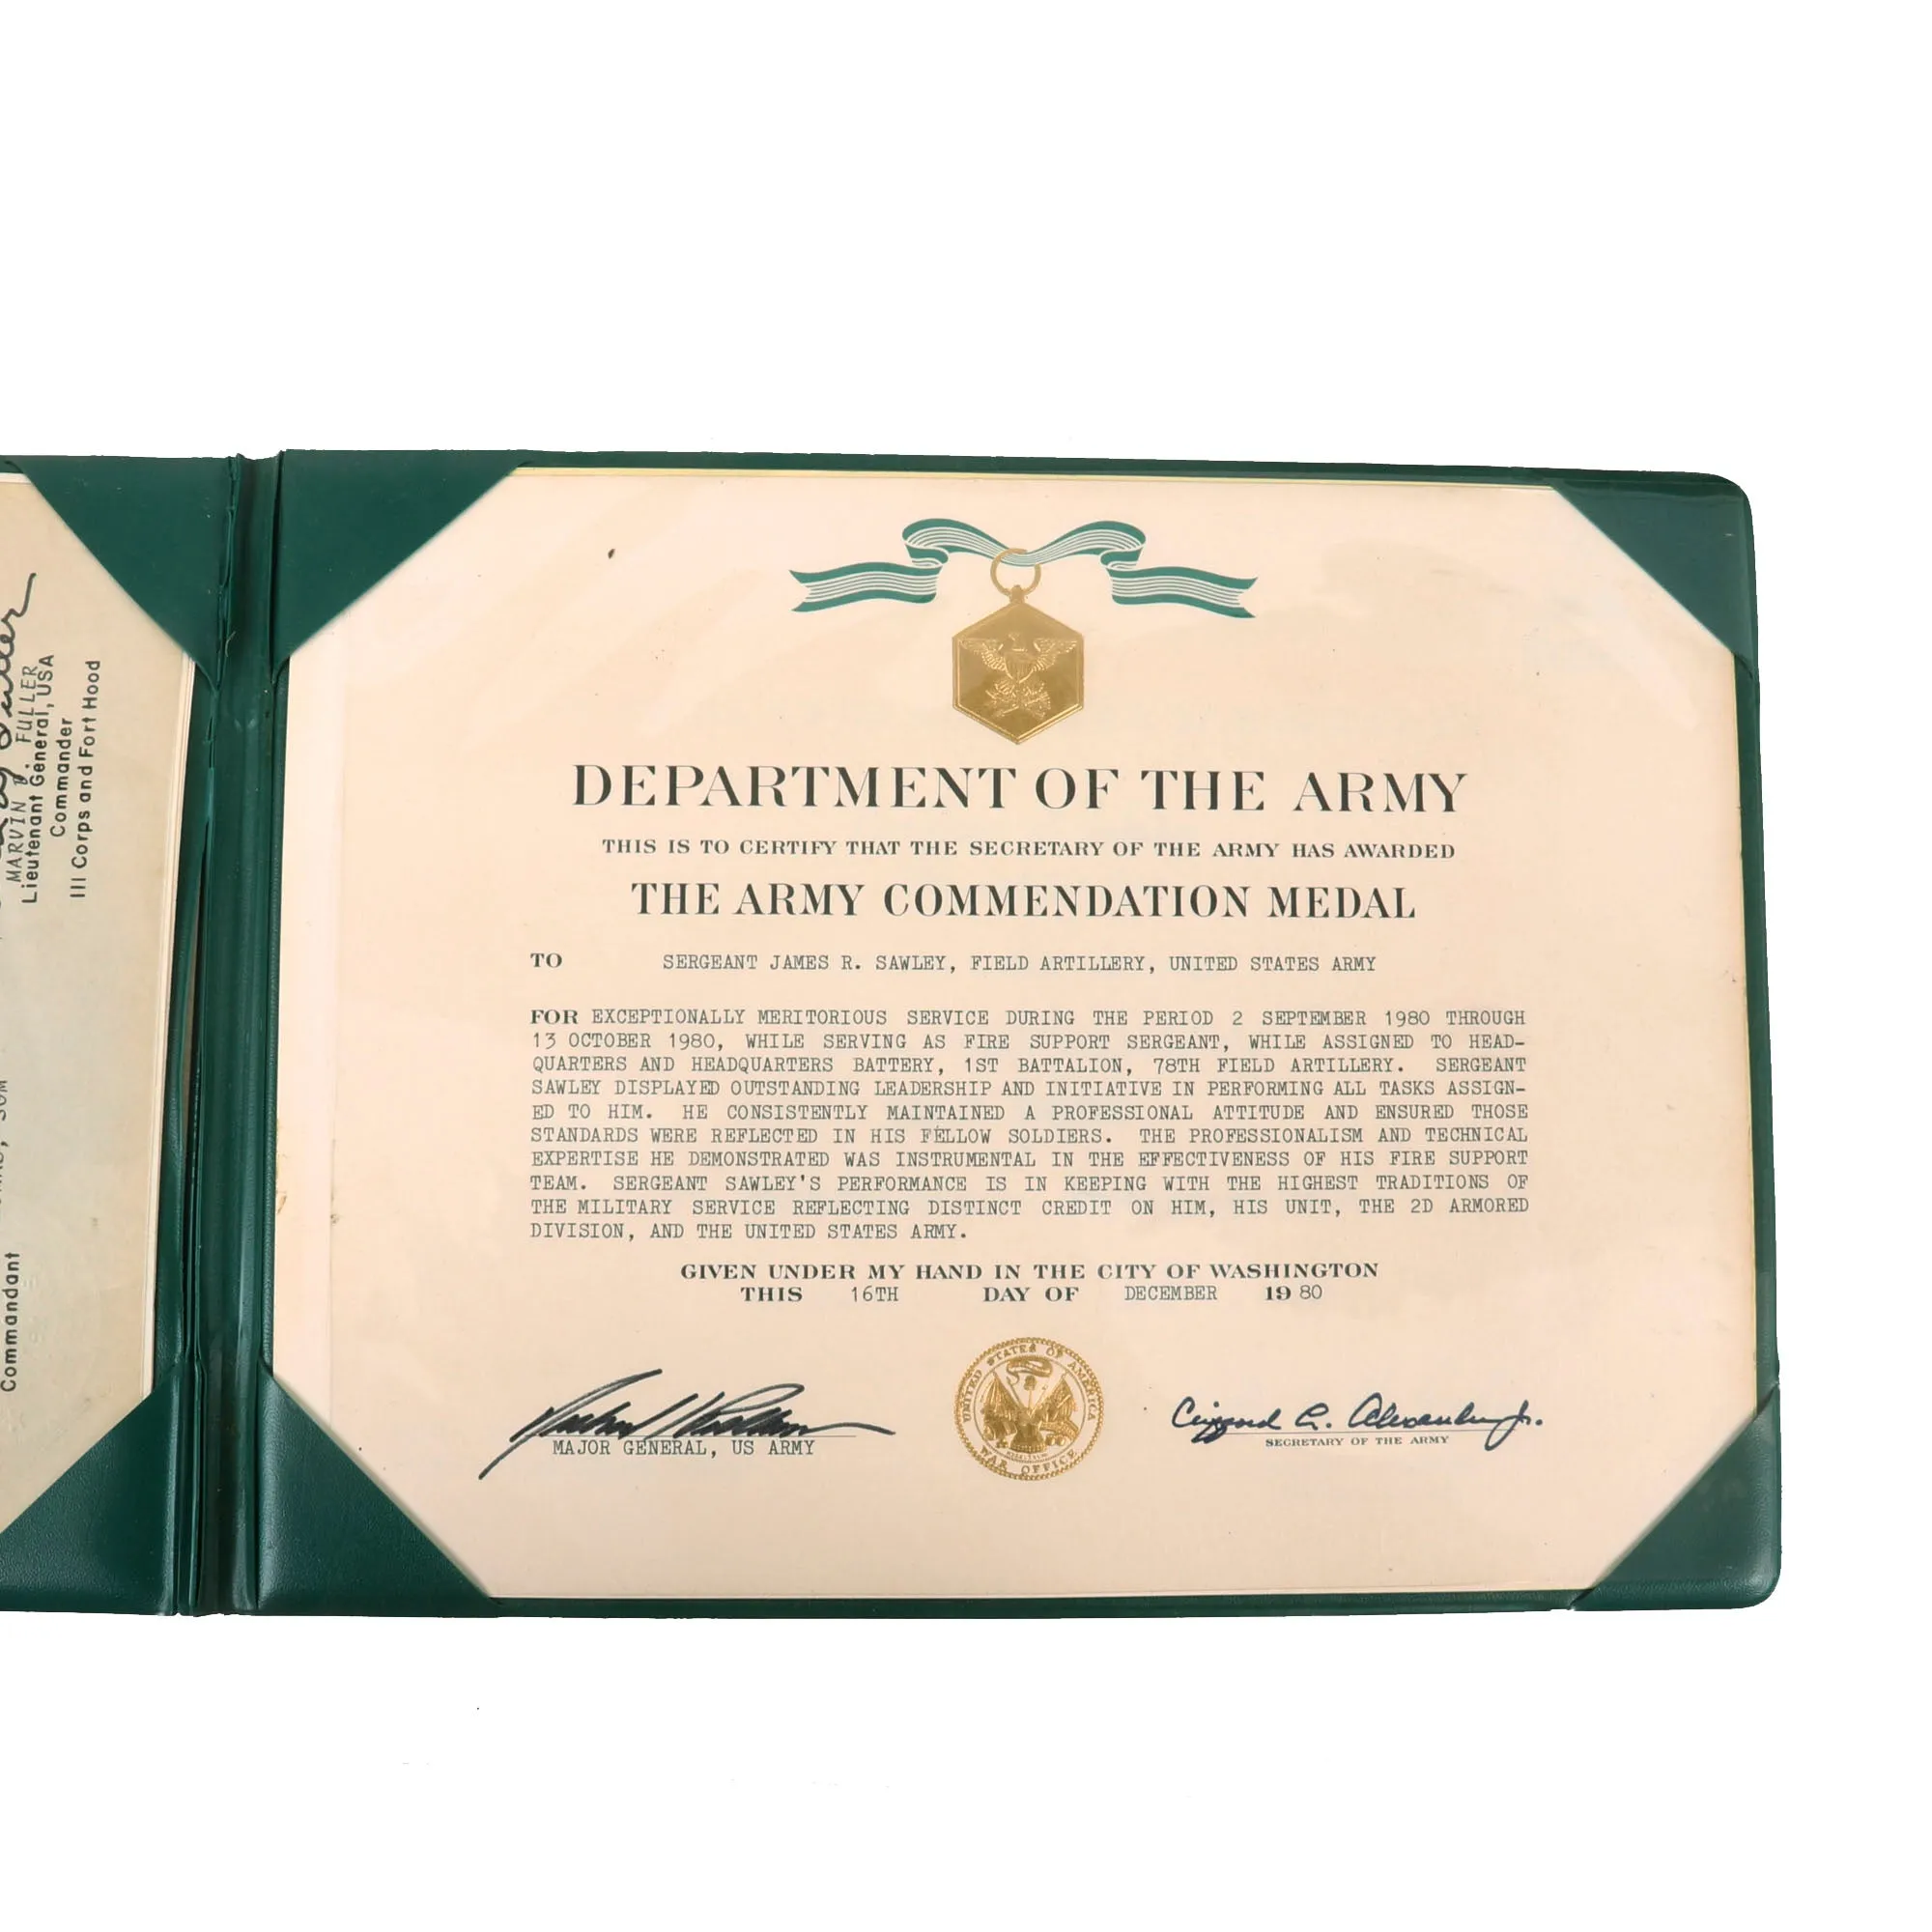 MARVIN D. FULLER
Lieutenant General, USA
Commander
III Corps and Fort Hood
Commandant
DEPARTMENT OF THE ARMY
THIS IS TO CERTIFY THAT THE SECRETARY OF THE ARMY HAS AWARDED
THE ARMY COMMENDATION MEDAL
TO SERGEANT JAMES R. SAWLEY, FIELD ARTILLERY, UNITED STATES ARMY
FOR EXCEPTIONALLY MERITORIOUS SERVICE DURING THE PERIOD 2 SEPTEMBER 1980 THROUGH
13 OCTOBER 1980, WHILE SERVING AS FIRE SUPPORT SERGEANT, WHILE ASSIGNED TO HEAD-
QUARTERS AND HEADQUARTERS BATTERY, 1ST BATTALION, 78TH FIELD ARTILLERY. SERGEANT
SAWLEY DISPLAYED OUTSTANDING LEADERSHIP AND INITIATIVE IN PERFORMING ALL TASKS ASSIGN-
ED TO HIM. HE CONSISTENTLY MAINTAINED A PROFESSIONAL ATTITUDE AND ENSURED THOSE
STANDARDS WERE REFLECTED IN HIS FELLOW SOLDIERS. THE PROFESSIONALISM AND TECHNICAL
EXPERTISE HE DEMONSTRATED WAS INSTRUMENTAL IN THE EFFECTIVENESS OF HIS FIRE SUPPORT
TEAM. SERGEANT SAWLEY'S PERFORMANCE IS IN KEEPING WITH THE HIGHEST TRADITIONS OF
THE MILITARY SERVICE REFLECTING DISTINCT CREDIT ON HIM, HIS UNIT, THE 2D ARMORED
DIVISION, AND THE UNITED STATES ARMY.
GIVEN UNDER MY HAND IN THE CITY OF WASHINGTON
THIS 16TH DAY OF DECEMBER 1980
MAJOR GENERAL, US ARMY
UNITED STATES OF AMERICA
WAR OFFICE
Clifford L. Alexander Jr.
SECRETARY OF THE ARMY